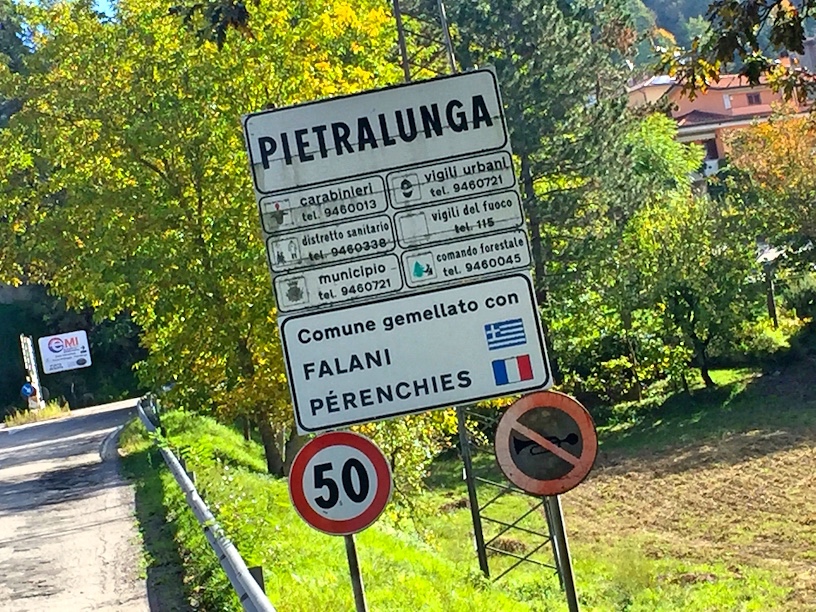 PIETRALUNGA
carabinieri
tel. 9460013
vigili urbani
tel. 9460721
distretto sanitario
tel. 9460338
vigili del fuoco
tel. 115
municipio
tel. 9460721
comando forestale
tel. 9460045
Comune gemellato con
FALANI
PÉRENCHIES
50
EMI